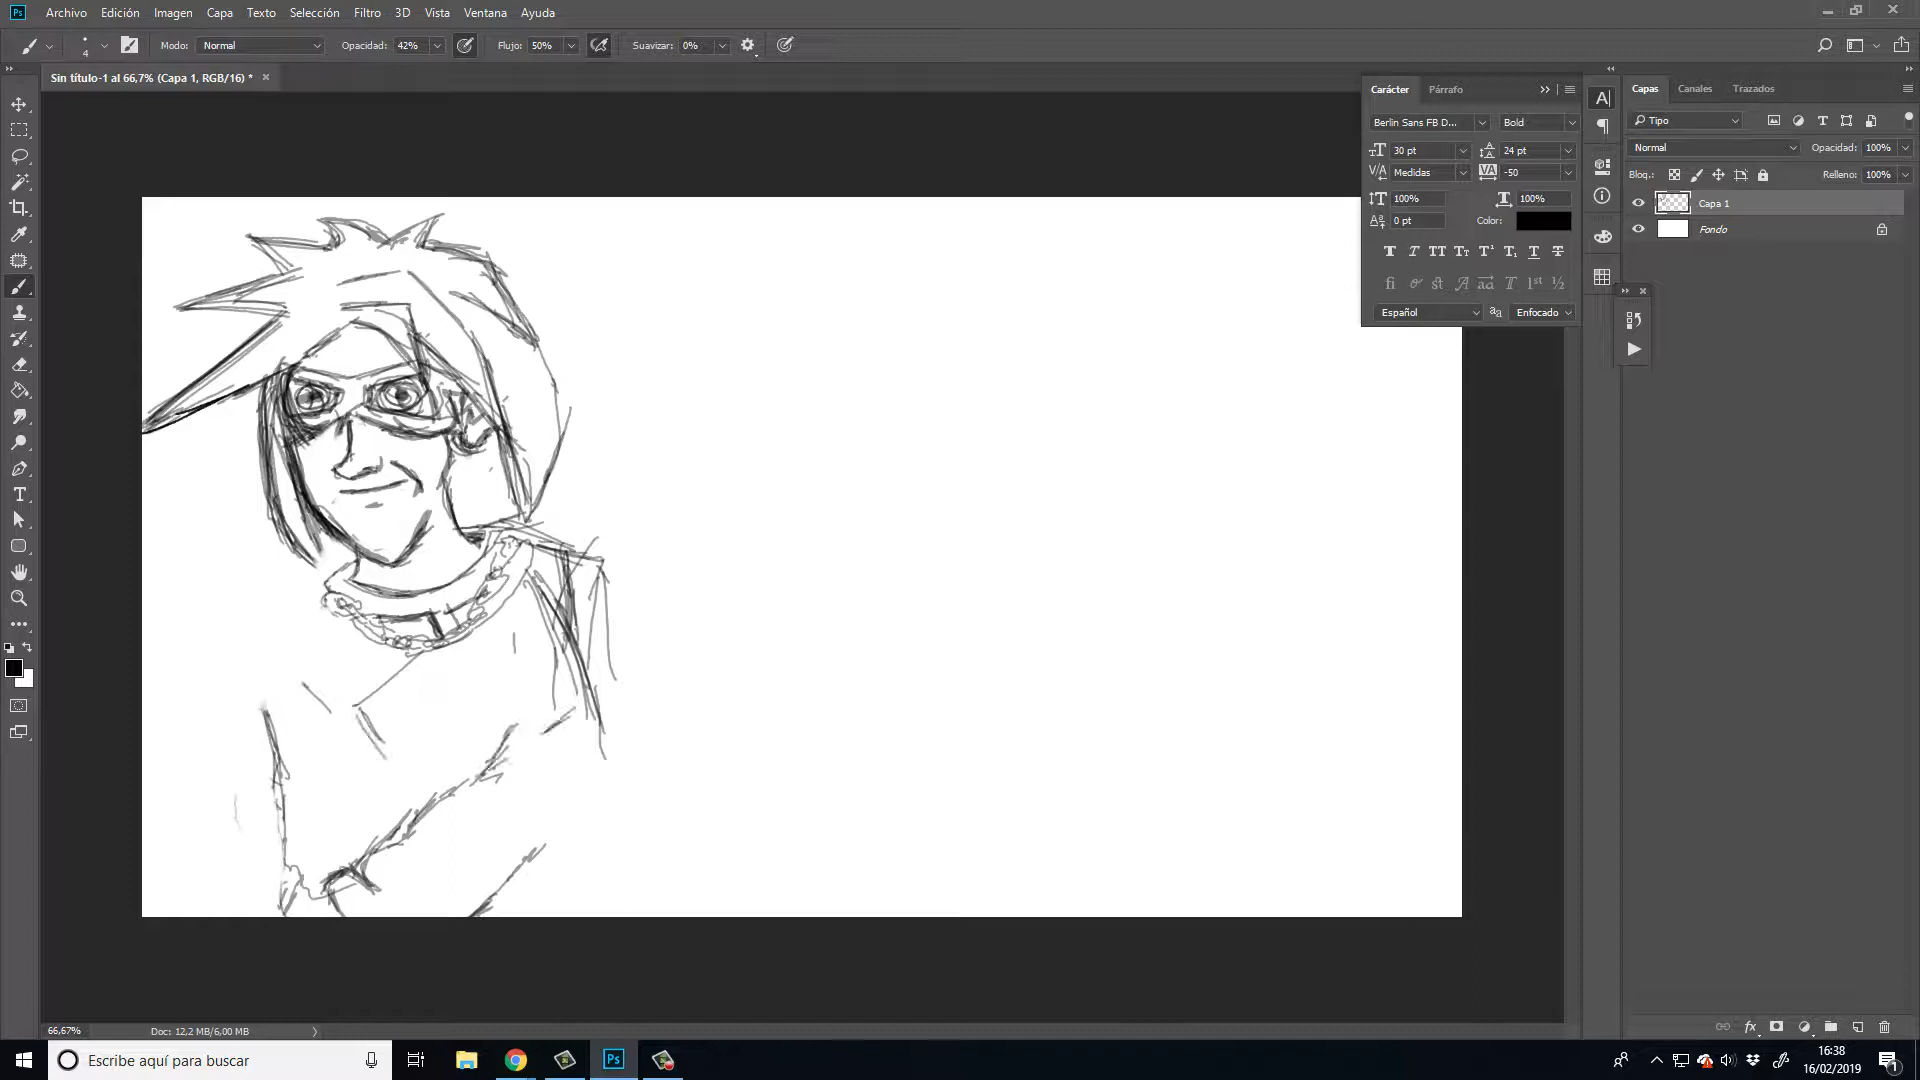 Ps Archivo Edición Imagen Capa Texto Selección Filtro 3D Vista Ventana Ayuda
4 Modo: Normal Opacidad: 42% Flujo: 50% Suavizar: 0%
Sin título-1 al 66,7% (Capa 1, RGB/16) *
Carácter Párrafo
Berlin Sans FB D... Bold
30 pt 24 pt
Medidas -50
100% 100%
0 pt Color:
Español Enfocado
Capas Canales Trazados
Tipo
Normal Opacidad: 100%
Bloq.: Relleno: 100%
Capa 1
Fondo
66,67% Doc: 12,2 MB/6,00 MB
Escribe aquí para buscar
Ps
16:38
16/02/2019
1